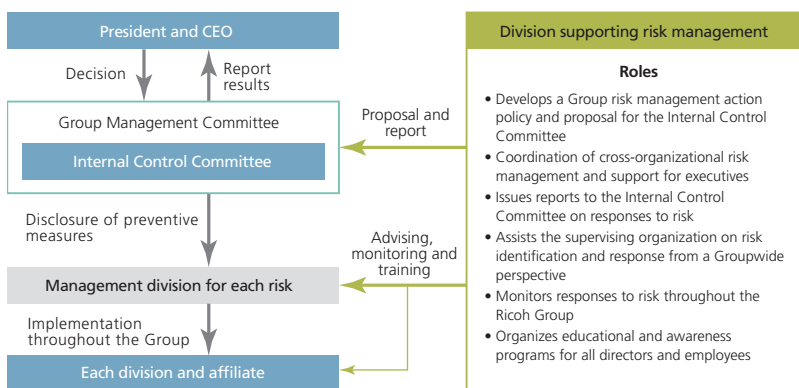 President and CEO
Decision
Report
results
Group Management Committee
Internal Control Committee
Disclosure of preventive
measures
Management division for each risk
Implementation
throughout the Group
Each division and affiliate
Proposal and
report
Advising,
monitoring and
training
Division supporting risk management
Roles
• Develops a Group risk management action
policy and proposal for the Internal Control
Committee
• Coordination of cross-organizational risk
management and support for executives
• Issues reports to the Internal Control
Committee on responses to risk
• Assists the supervising organization on risk
identification and response from a Groupwide
perspective
• Monitors responses to risk throughout the
Ricoh Group
• Organizes educational and awareness
programs for all directors and employees